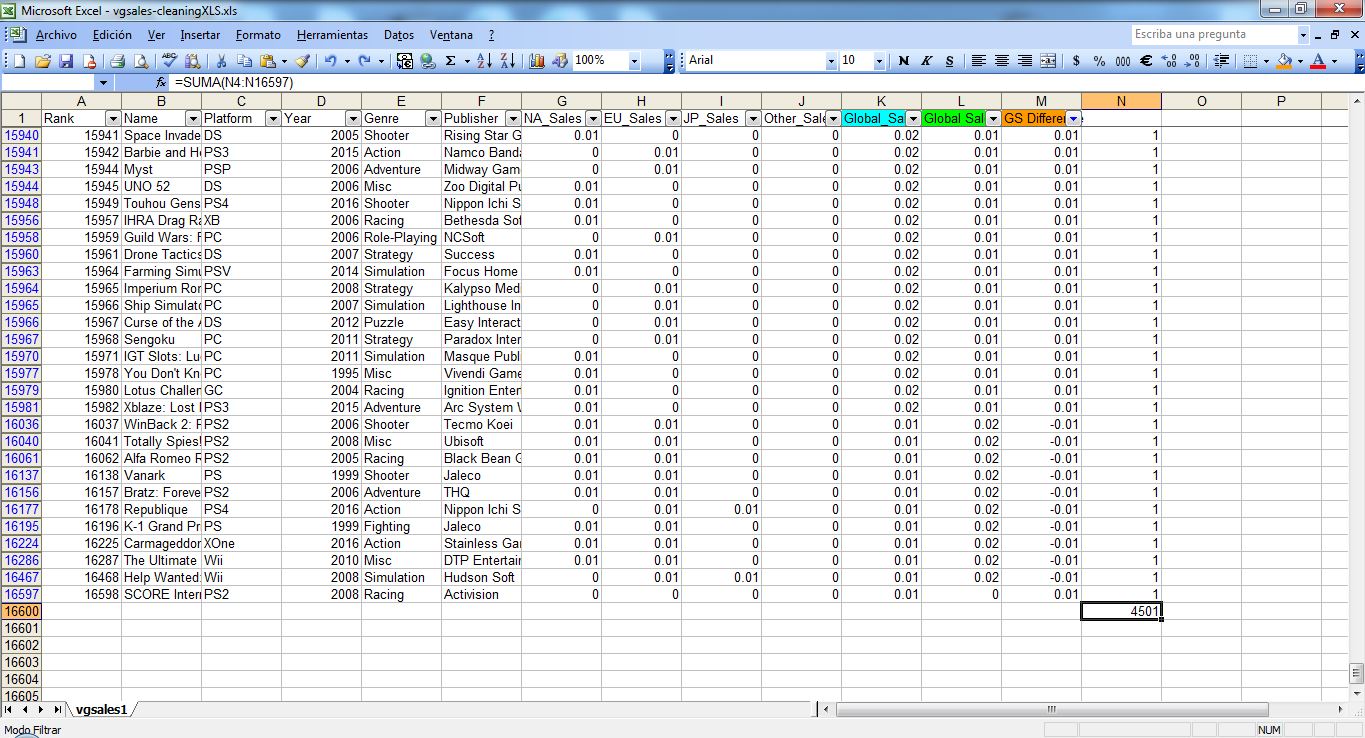 Microsoft Excel - vgsales-cleaningXLS.xls
Archivo Edición Ver Insertar Formato Herramientas Datos Ventana ? Escriba una pregunta
100% Arial 10 N K S $ % 000 €
fx =SUMA(N4:N16597)
A B C D E F G H I J K L M N O P
1 Rank Name Platform Year Genre Publisher NA_Sales EU_Sales JP_Sales Other_Sale Global_Sa Global Sal GS Differen e
15940 15941 Space Invade DS 2005 Shooter Rising Star G 0.01 0 0 0 0.02 0.01 0.01 1
15941 15942 Barbie and H PS3 2015 Action Namco Banda 0 0.01 0 0 0.02 0.01 0.01 1
15943 15944 Myst PSP 2006 Adventure Midway Gam 0 0.01 0 0 0.02 0.01 0.01 1
15944 15945 UNO 52 DS 2006 Misc Zoo Digital Pu 0.01 0 0 0 0.02 0.01 0.01 1
15948 15949 Touhou Gens PS4 2016 Shooter Nippon Ichi S 0.01 0 0 0 0.02 0.01 0.01 1
15956 15957 IHRA Drag Ra XB 2006 Racing Bethesda Sof 0.01 0 0 0 0.02 0.01 0.01 1
15958 15959 Guild Wars: F PC 2006 Role-Playing NCSoft 0 0.01 0 0 0.02 0.01 0.01 1
15960 15961 Drone Tactics DS 2007 Strategy Success 0.01 0 0 0 0.02 0.01 0.01 1
15963 15964 Farming Simu PSV 2014 Simulation Focus Home 0.01 0 0 0 0.02 0.01 0.01 1
15964 15965 Imperium Ror PC 2008 Strategy Kalypso Med 0 0.01 0 0 0.02 0.01 0.01 1
15965 15966 Ship Simulato PC 2007 Simulation Lighthouse In 0 0.01 0 0 0.02 0.01 0.01 1
15966 15967 Curse of the A DS 2012 Puzzle Easy Interact 0 0.01 0 0 0.02 0.01 0.01 1
15967 15968 Sengoku PC 2011 Strategy Paradox Inter 0 0.01 0 0 0.02 0.01 0.01 1
15970 15971 IGT Slots: Lu PC 2011 Simulation Masque Publ 0.01 0 0 0 0.02 0.01 0.01 1
15977 15978 You Don't Kn PC 1995 Misc Vivendi Game 0.01 0 0 0 0.02 0.01 0.01 1
15979 15980 Lotus Challen GC 2004 Racing Ignition Enter 0.01 0 0 0 0.02 0.01 0.01 1
15981 15982 Xblaze: Lost PS3 2015 Adventure Arc System W 0.01 0 0 0 0.02 0.01 0.01 1
16036 16037 WinBack 2: F PS2 2006 Shooter Tecmo Koei 0.01 0.01 0 0 0.01 0.02 -0.01 1
16040 16041 Totally Spies! PS2 2008 Misc Ubisoft 0.01 0.01 0 0 0.01 0.02 -0.01 1
16061 16062 Alfa Romeo R PS2 2005 Racing Black Bean G 0.01 0.01 0 0 0.01 0.02 -0.01 1
16137 16138 Vanark PS 1999 Shooter Jaleco 0.01 0.01 0 0 0.01 0.02 -0.01 1
16156 16157 Bratz: Foreve PS2 2006 Adventure THQ 0.01 0.01 0 0 0.01 0.02 -0.01 1
16177 16178 Republique PS4 2016 Action Nippon Ichi S 0 0.01 0.01 0 0.01 0.02 -0.01 1
16195 16196 K-1 Grand Pr PS 1999 Fighting Jaleco 0.01 0.01 0 0 0.01 0.02 -0.01 1
16224 16225 Carmageddor XOne 2016 Action Stainless Gar 0.01 0.01 0 0 0.01 0.02 -0.01 1
16286 16287 The Ultimate Wii 2010 Misc DTP Entertair 0.01 0.01 0 0 0.01 0.02 -0.01 1
16467 16468 Help Wanted: Wii 2008 Simulation Hudson Soft 0 0.01 0.01 0 0.01 0.02 -0.01 1
16597 16598 SCORE Interr PS2 2008 Racing Activision 0 0 0 0 0.01 0 0.01 1
16600 4501
16601
16602
16603
16604
16605
vgsales1
Modo Filtrar NUM